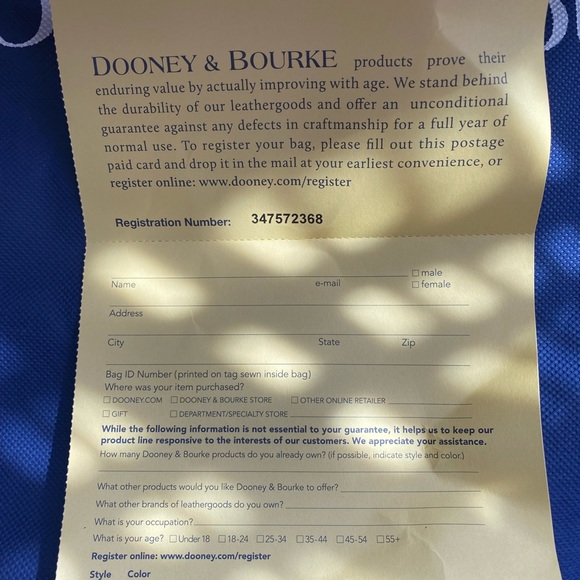 DOONEY & BOURKE products prove their
enduring value by actually improving with age. We stand behind
the durability of our leathergoods and offer an unconditional
guarantee against any defects in craftmanship for a full year of
normal use. To register your bag, please fill out this postage
paid card and drop it in the mail at your earliest convenience, or
register online: www.dooney.com/register
Registration Number: 347572368
☐ male
Name e-mail ☐ female
Address
City State Zip
Bag ID Number (printed on tag sewn inside bag)
Where was your item purchased?
☐ DOONEY.COM ☐ DOONEY & BOURKE STORE ☐ OTHER ONLINE RETAILER
☐ GIFT ☐ DEPARTMENT/SPECIALTY STORE
While the following information is not essential to your guarantee, it helps us to keep our
product line responsive to the interests of our customers. We appreciate your assistance.
How many Dooney & Bourke products do you already own? (if possible, indicate style and color.)
What other products would you like Dooney & Bourke to offer?
What other brands of leathergoods do you own?
What is your occupation?
What is your age? ☐ Under 18 ☐ 18-24 ☐ 25-34 ☐ 35-44 ☐ 45-54 ☐ 55+
Register online: www.dooney.com/register
Style Color